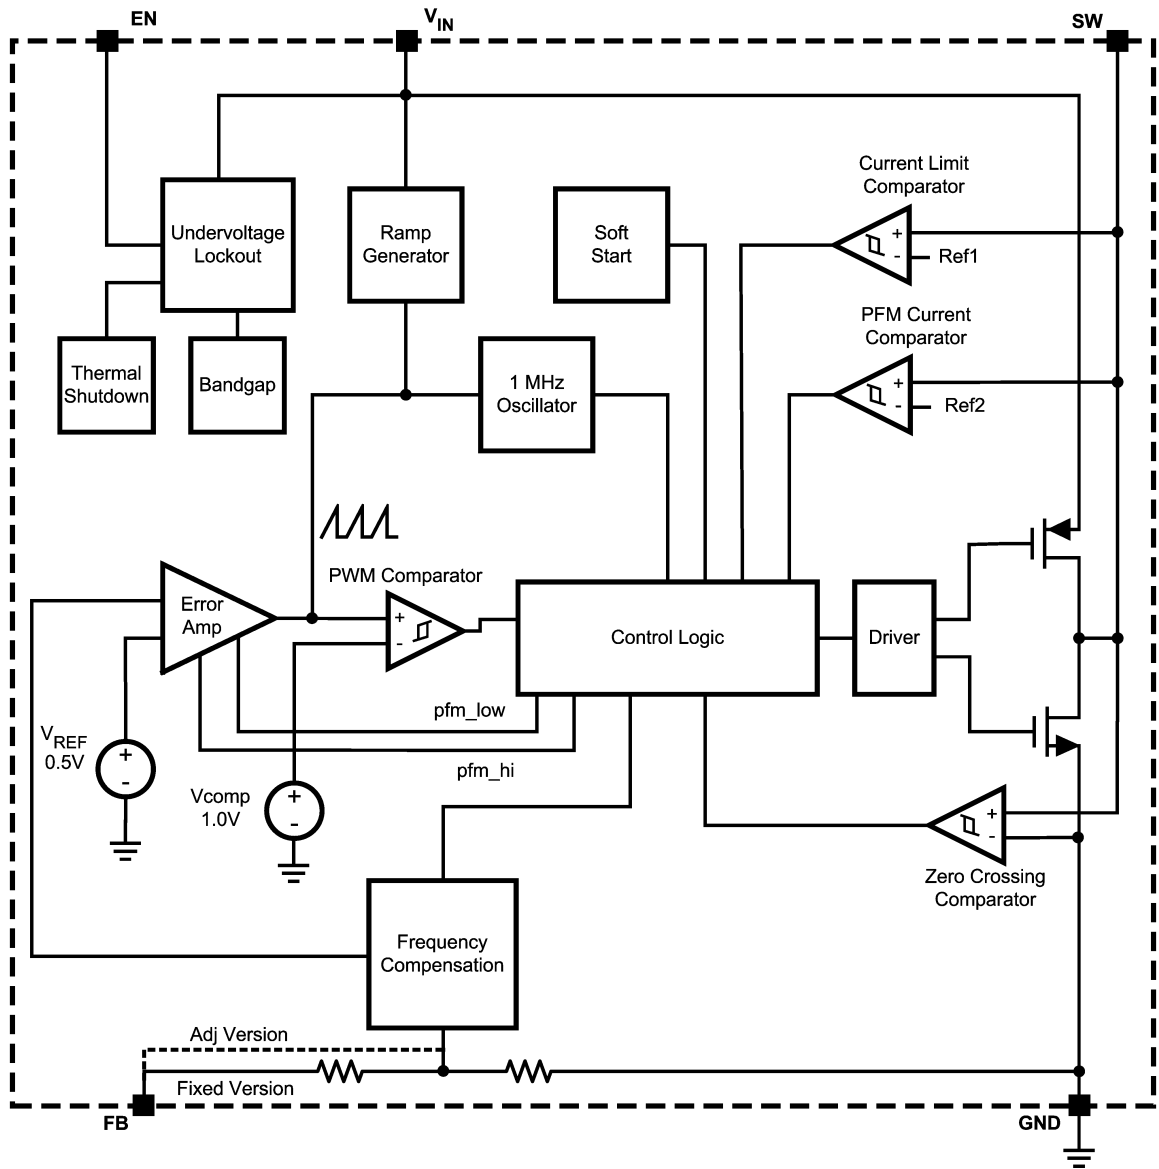 EN
VIN
SW
Current Limit
Comparator
+
-
Ref1
Undervoltage
Lockout
Ramp
Generator
Soft
Start
PFM Current
Comparator
+
-
Ref2
Thermal
Shutdown
Bandgap
1 MHz
Oscillator
PWM Comparator
+
-
Error
Amp
Control Logic
Driver
pfm_low
pfm_hi
VREF
0.5V
+
-
Vcomp
1.0V
+
-
+
-
Zero Crossing
Comparator
Frequency
Compensation
Adj Version
Fixed Version
FB
GND